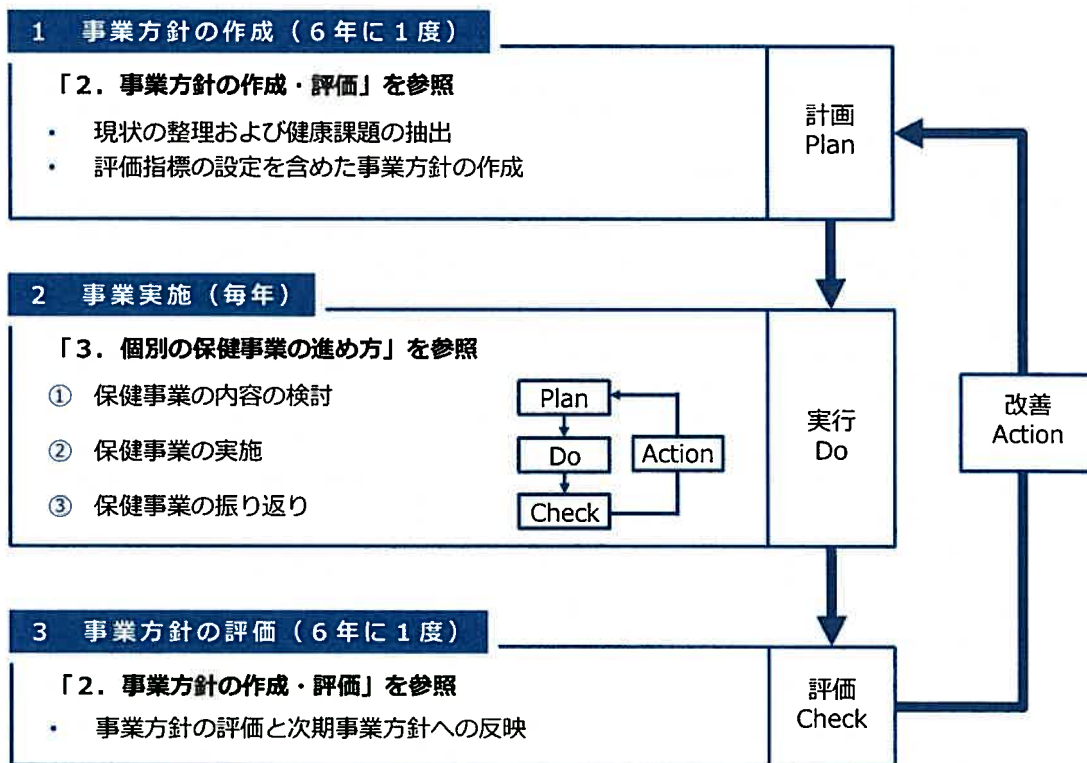 1 事業方針の作成（6年に1度）
「2．事業方針の作成・評価」を参照
・ 現状の整理および健康課題の抽出
・ 評価指標の設定を含めた事業方針の作成
計画
Plan
2 事業実施（毎年）
「3．個別の保健事業の進め方」を参照
① 保健事業の内容の検討
② 保健事業の実施
③ 保健事業の振り返り
Plan
Do
Action
Check
実行
Do
改善
Action
3 事業方針の評価（6年に1度）
「2．事業方針の作成・評価」を参照
・ 事業方針の評価と次期事業方針への反映
評価
Check